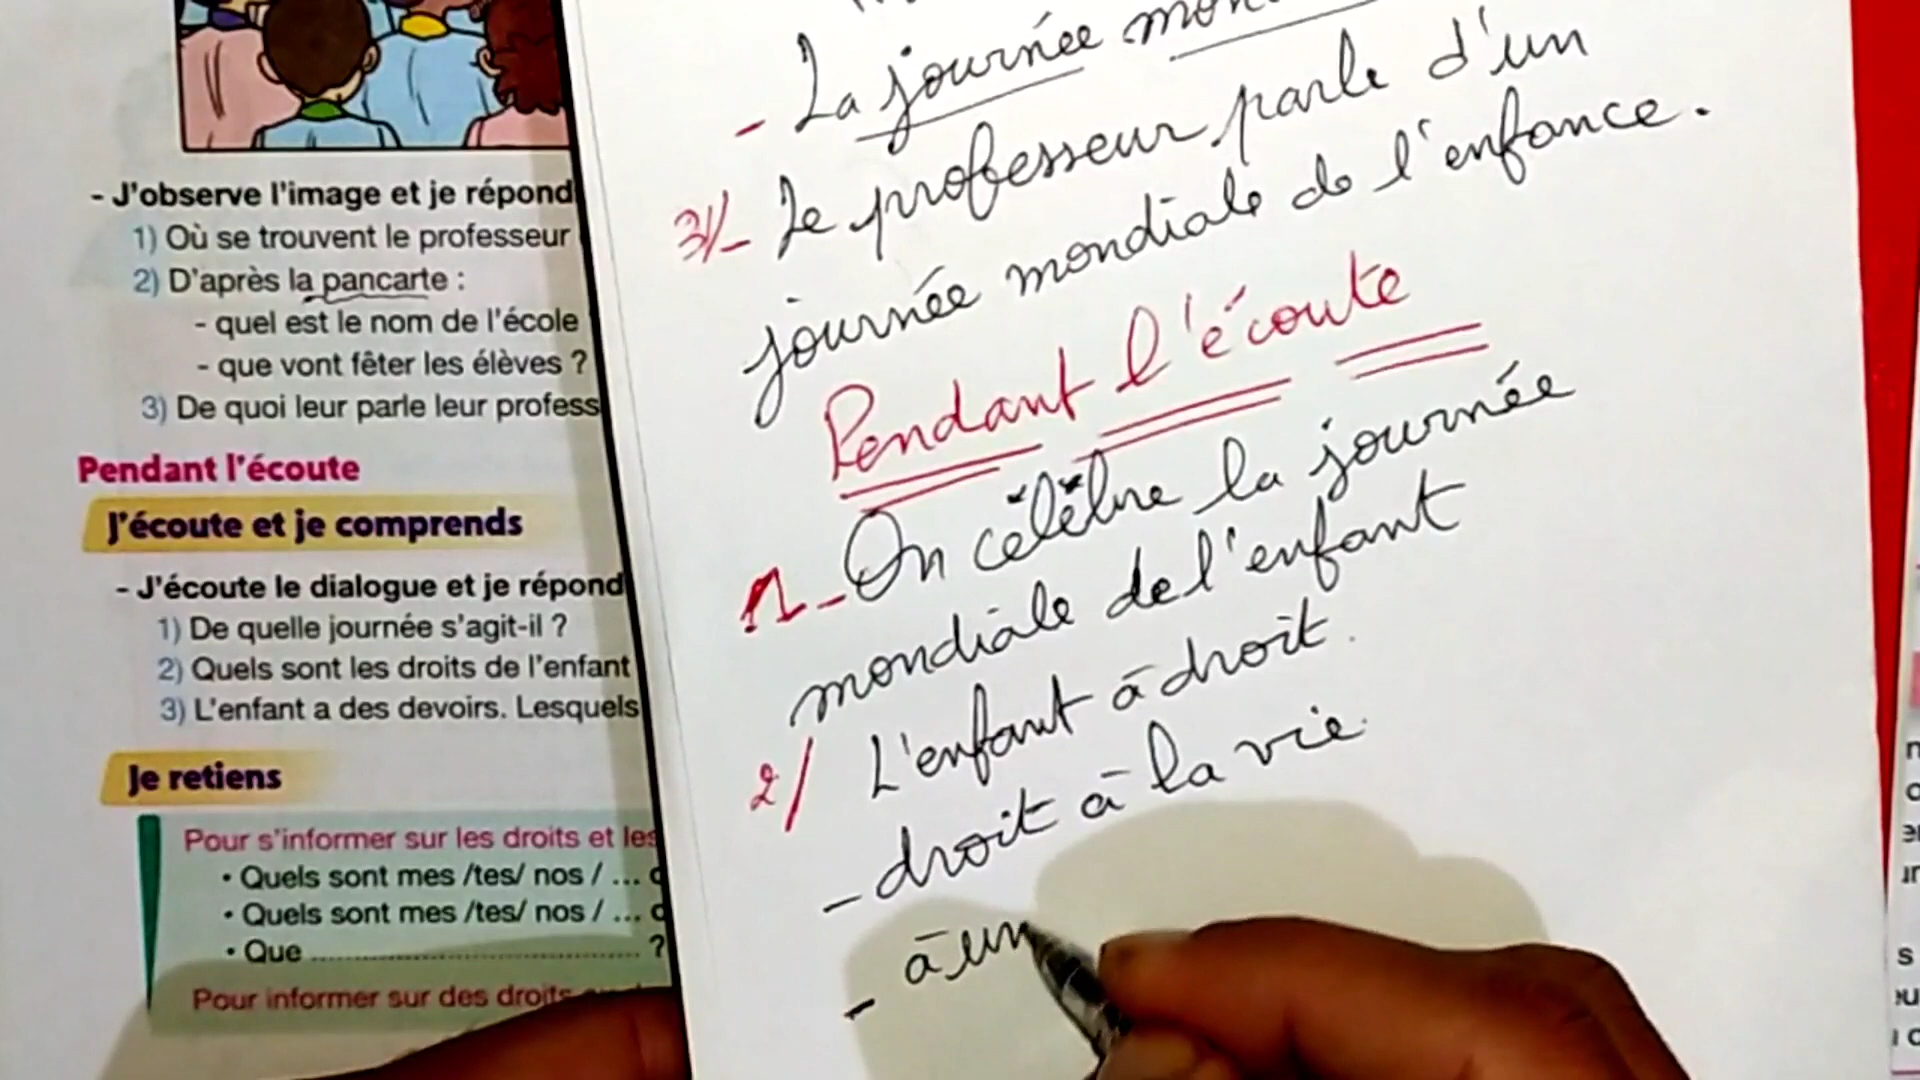 - J'observe l'image et je répond
1) Où se trouvent le professeur
2) D'après la pancarte :
- quel est le nom de l'école
- que vont fêter les élèves ?
3) De quoi leur parle leur profess
Pendant l'écoute
J'écoute et je comprends
- J'écoute le dialogue et je répond
1) De quelle journée s'agit-il ?
2) Quels sont les droits de l'enfant
3) L'enfant a des devoirs. Lesquels
Je retiens
Pour s'informer sur les droits et les
• Quels sont mes /tes/ nos / ...
• Quels sont mes /tes/ nos / ...
• Que ........................................ ?
Pour informer sur des droits
- La journée mon
3/- Le professeur parle d'un
journée mondiale de l'enfance.
Pendant l'écoute
1- On célèbre la journée
mondiale de l'enfant
2/ L'enfant à droit.
- droit à la vie.
- à un